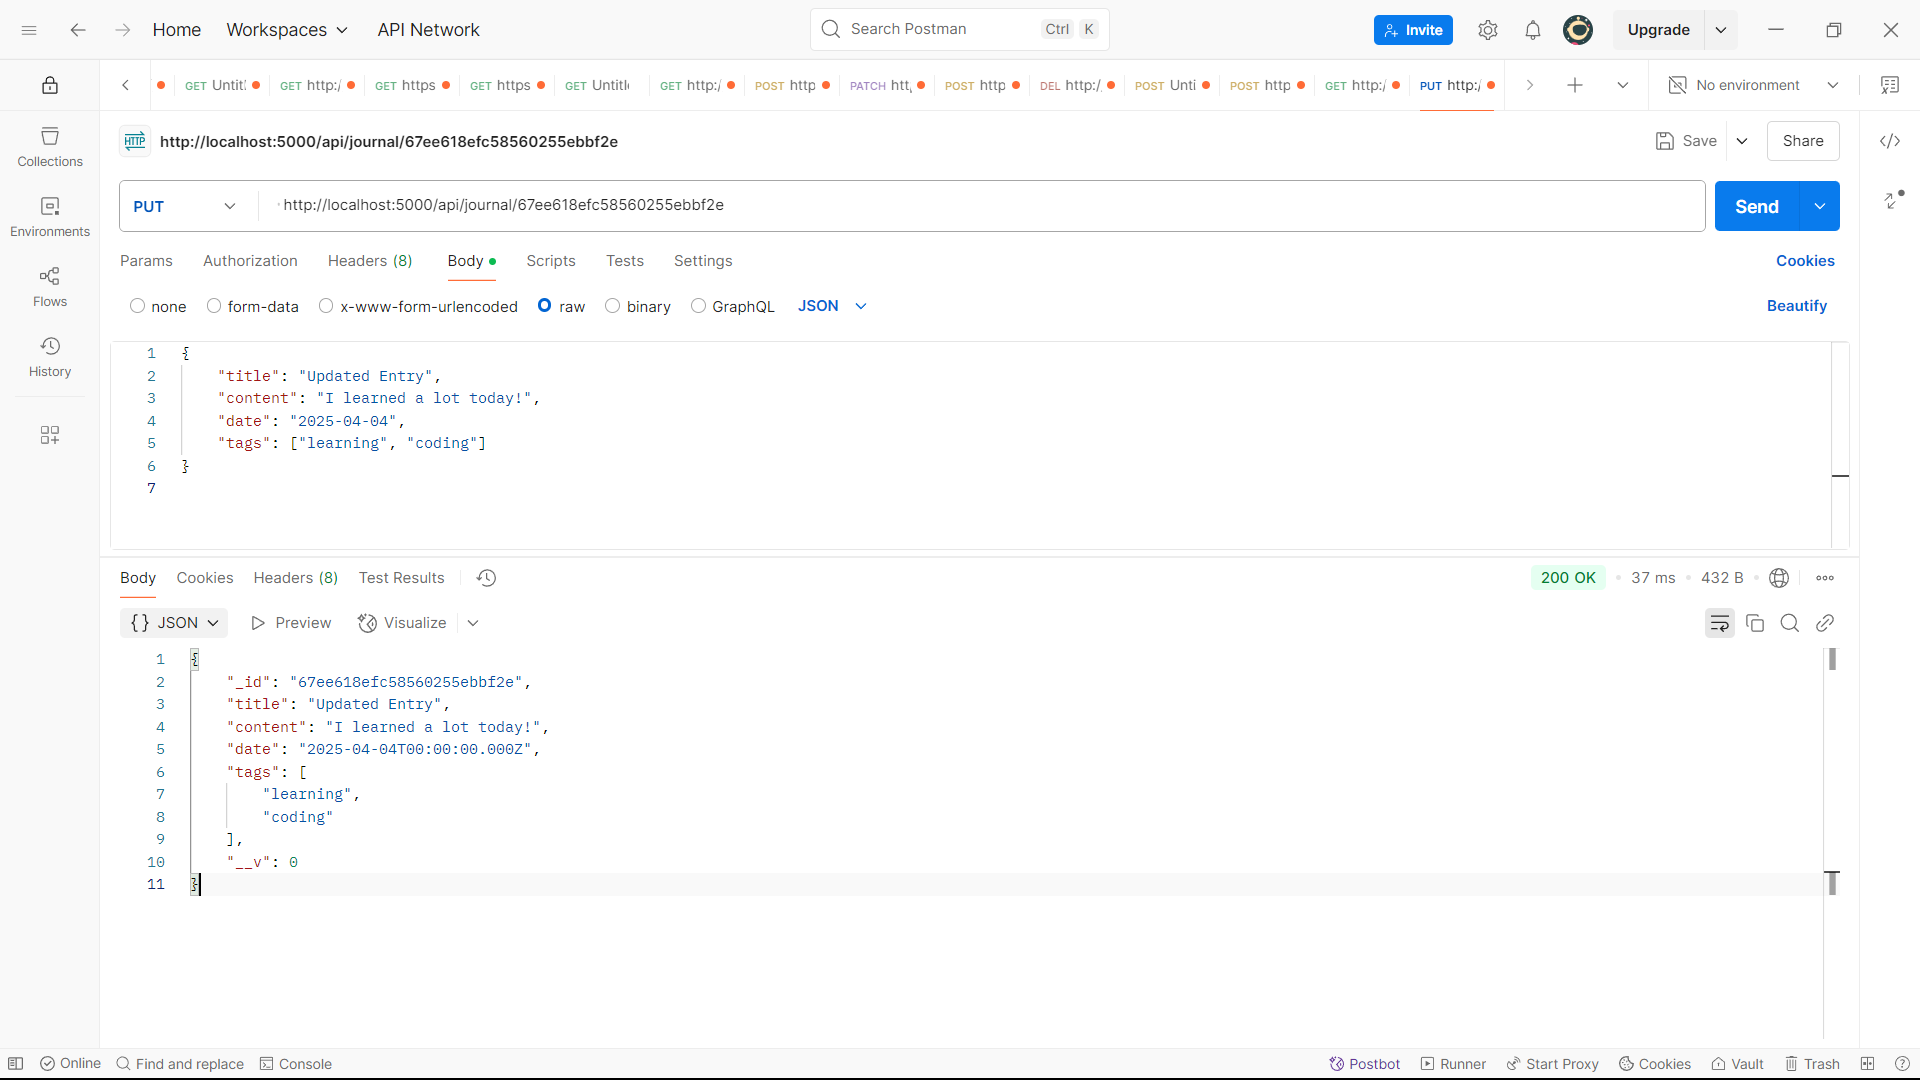 Home Workspaces API Network Search Postman Ctrl K Invite Upgrade
GET Untit GET http:/ GET https GET https GET Untitl GET http:/ POST http PATCH htt POST http DEL http:/ POST Unti POST http GET http:/ PUT http:/ No environment
Collections
Environments
Flows
History
HTTP http://localhost:5000/api/journal/67ee618efc58560255ebbf2e Save Share
PUT http://localhost:5000/api/journal/67ee618efc58560255ebbf2e Send
Params Authorization Headers (8) Body Scripts Tests Settings Cookies
none form-data x-www-form-urlencoded raw binary GraphQL JSON Beautify
1 {
2 "title": "Updated Entry",
3 "content": "I learned a lot today!",
4 "date": "2025-04-04",
5 "tags": ["learning", "coding"]
6 }
7
Body Cookies Headers (8) Test Results 200 OK • 37 ms • 432 B •
{} JSON Preview Visualize
1 {
2 "_id": "67ee618efc58560255ebbf2e",
3 "title": "Updated Entry",
4 "content": "I learned a lot today!",
5 "date": "2025-04-04T00:00:00.000Z",
6 "tags": [
7 "learning",
8 "coding"
9 ],
10 "__v": 0
11 }
Online Find and replace Console Postbot Runner Start Proxy Cookies Vault Trash